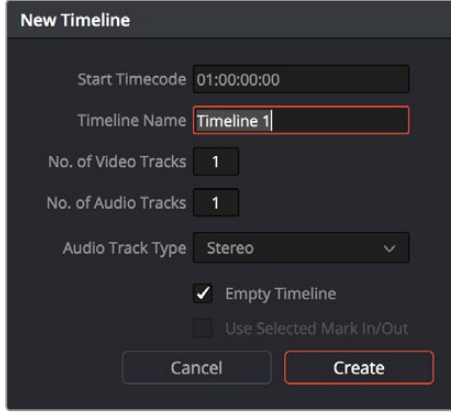 New Timeline
Start Timecode 01:00:00:00
Timeline Name Timeline 1
No. of Video Tracks 1
No. of Audio Tracks 1
Audio Track Type Stereo
Empty Timeline
Use Selected Mark In/Out
Cancel Create